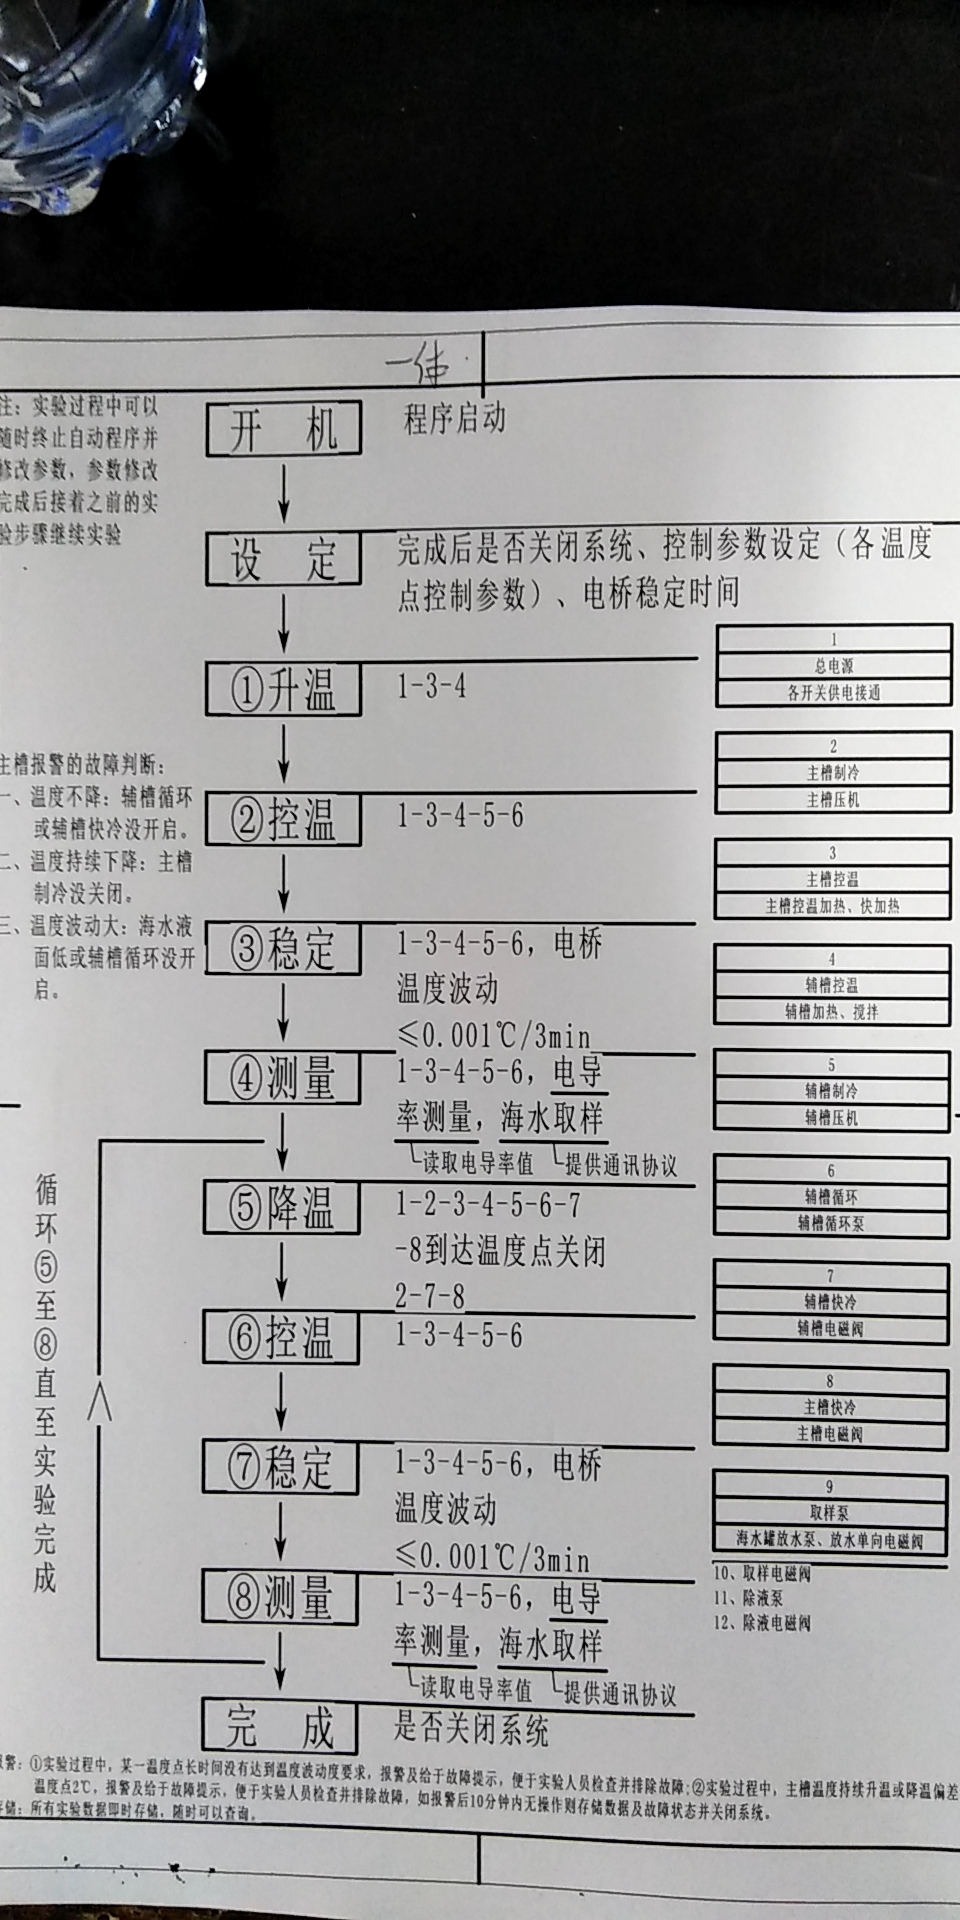 一体
注：实验过程中可以
随时终止自动程序并
修改参数，参数修改
完成后接着之前的实
验步骤继续实验
开 机
程序启动
设 定
完成后是否关闭系统、控制参数设定（各温度
点控制参数）、电桥稳定时间
①升温
1-3-4
②控温
1-3-4-5-6
③稳定
1-3-4-5-6，电桥
温度波动
≤0.001℃/3min
④测量
1-3-4-5-6，电导
率测量，海水取样
读取电导率值 提供通讯协议
⑤降温
1-2-3-4-5-6-7
-8到达温度点关闭
2-7-8
⑥控温
1-3-4-5-6
⑦稳定
1-3-4-5-6，电桥
温度波动
≤0.001℃/3min
⑧测量
1-3-4-5-6，电导
率测量，海水取样
读取电导率值 提供通讯协议
完 成
是否关闭系统
主槽报警的故障判断：
一、温度不降：辅槽循环
或辅槽快冷没开启。
二、温度持续下降：主槽
制冷没关闭。
三、温度波动大：海水液
面低或辅槽循环没开
启。
循环⑤至⑧直至实验完成
1
总电源
各开关供电接通
2
主槽制冷
主槽压机
3
主槽控温
主槽控温加热、快加热
4
辅槽控温
辅槽加热、搅拌
5
辅槽制冷
辅槽压机
6
辅槽循环
辅槽循环泵
7
辅槽快冷
辅槽电磁阀
8
主槽快冷
主槽电磁阀
9
取样泵
海水罐放水泵、放水单向电磁阀
10、取样电磁阀
11、除液泵
12、除液电磁阀
报警：①实验过程中，某一温度点长时间没有达到温度波动度要求，报警及给于故障提示，便于实验人员检查并排除故障；②实验过程中，主槽温度持续升温或降温偏差
温度点2℃，报警及给于故障提示，便于实验人员检查并排除故障，如报警后10分钟内无操作则存储数据及故障状态并关闭系统。
存储：所有实验数据即时存储，随时可以查询。